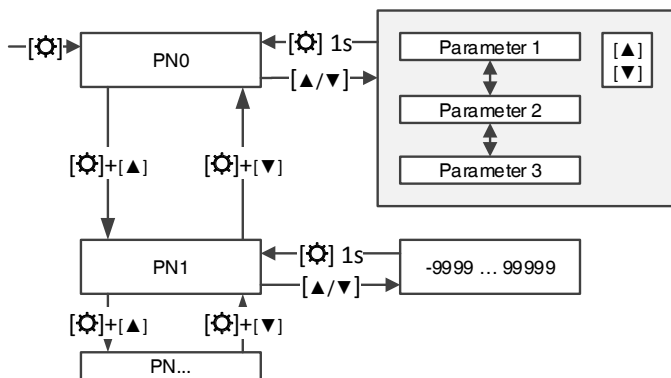 [⚙] PN0 [⚙] 1s
[▲/▼]
Parameter 1
Parameter 2
Parameter 3
[▲]
[▼]
[⚙]+[▲] [⚙]+[▼]
PN1 [⚙] 1s
[▲/▼]
-9999 ... 99999
[⚙]+[▲] [⚙]+[▼]
PN...